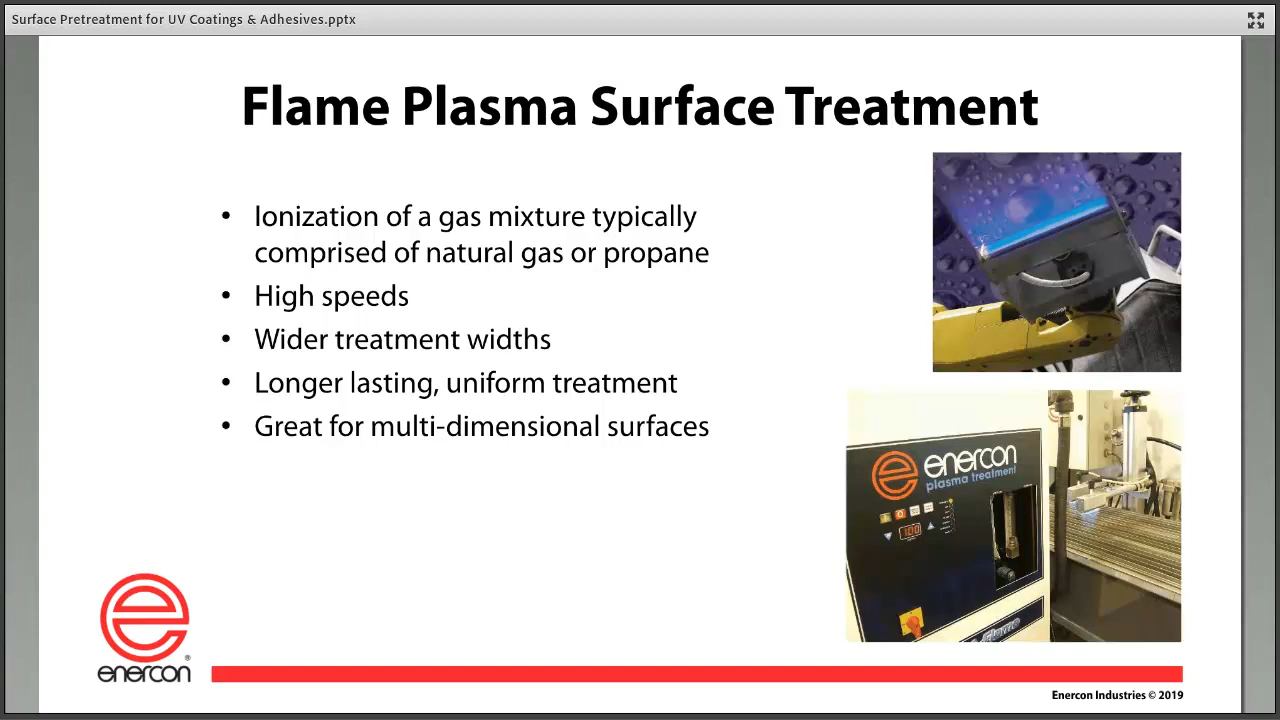 Surface Pretreatment for UV Coatings & Adhesives.pptx
Flame Plasma Surface Treatment
• Ionization of a gas mixture typically
comprised of natural gas or propane
• High speeds
• Wider treatment widths
• Longer lasting, uniform treatment
• Great for multi-dimensional surfaces
enercon
plasma treatment
100
enercon®
Enercon Industries © 2019